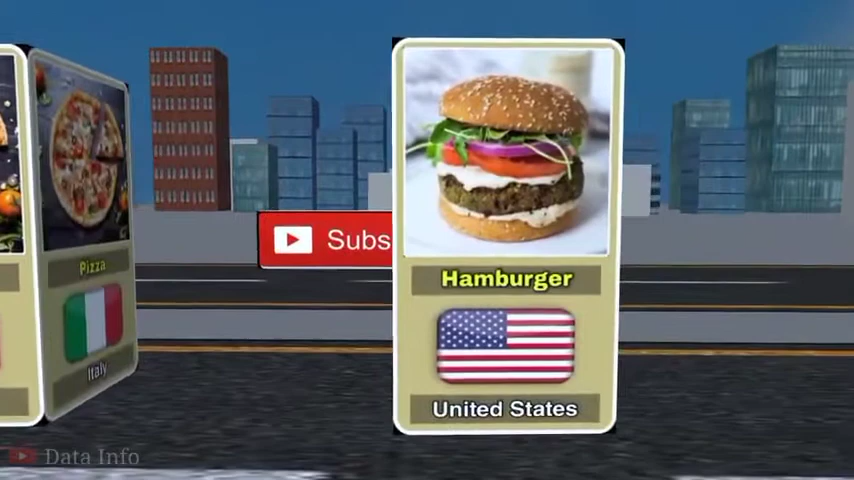 Pizza
Italy
Subs
Hamburger
United States
Data Info